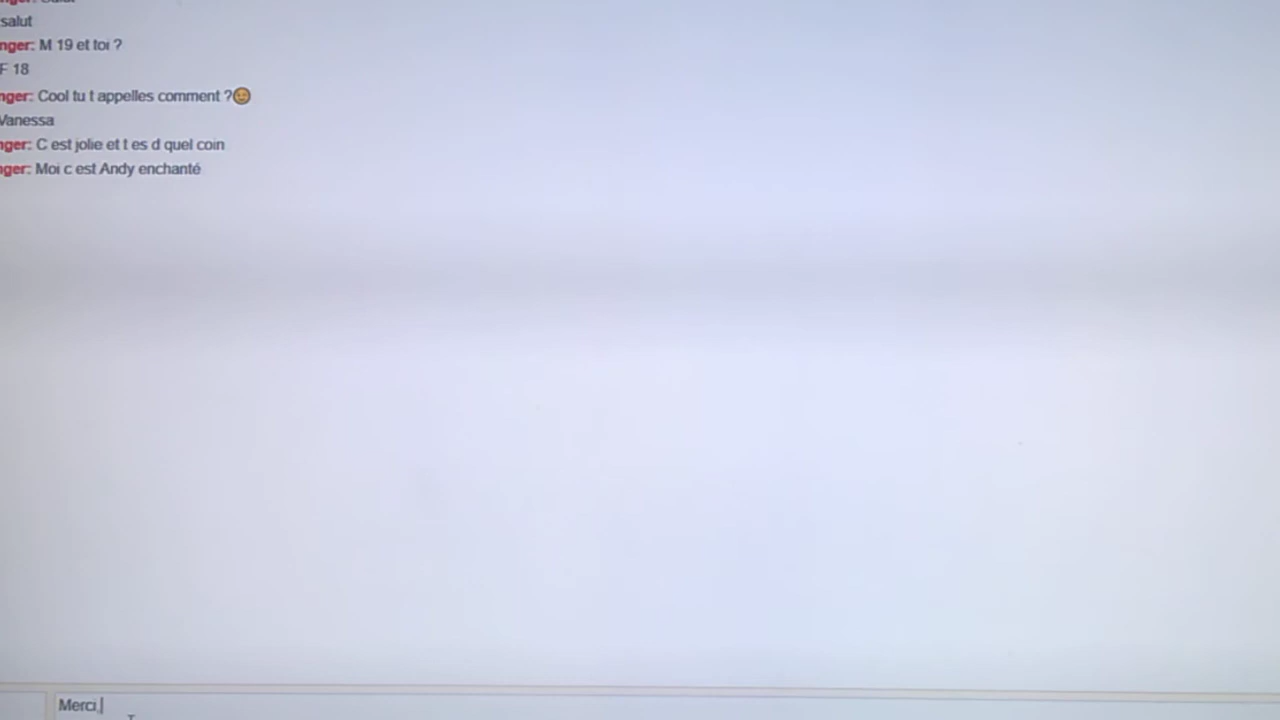 salut
nger: M 19 et toi ?
F 18
nger: Cool tu t appelles comment ?
Vanessa
nger: C est jolie et t es d quel coin
nger: Moi c est Andy enchanté
Merci,